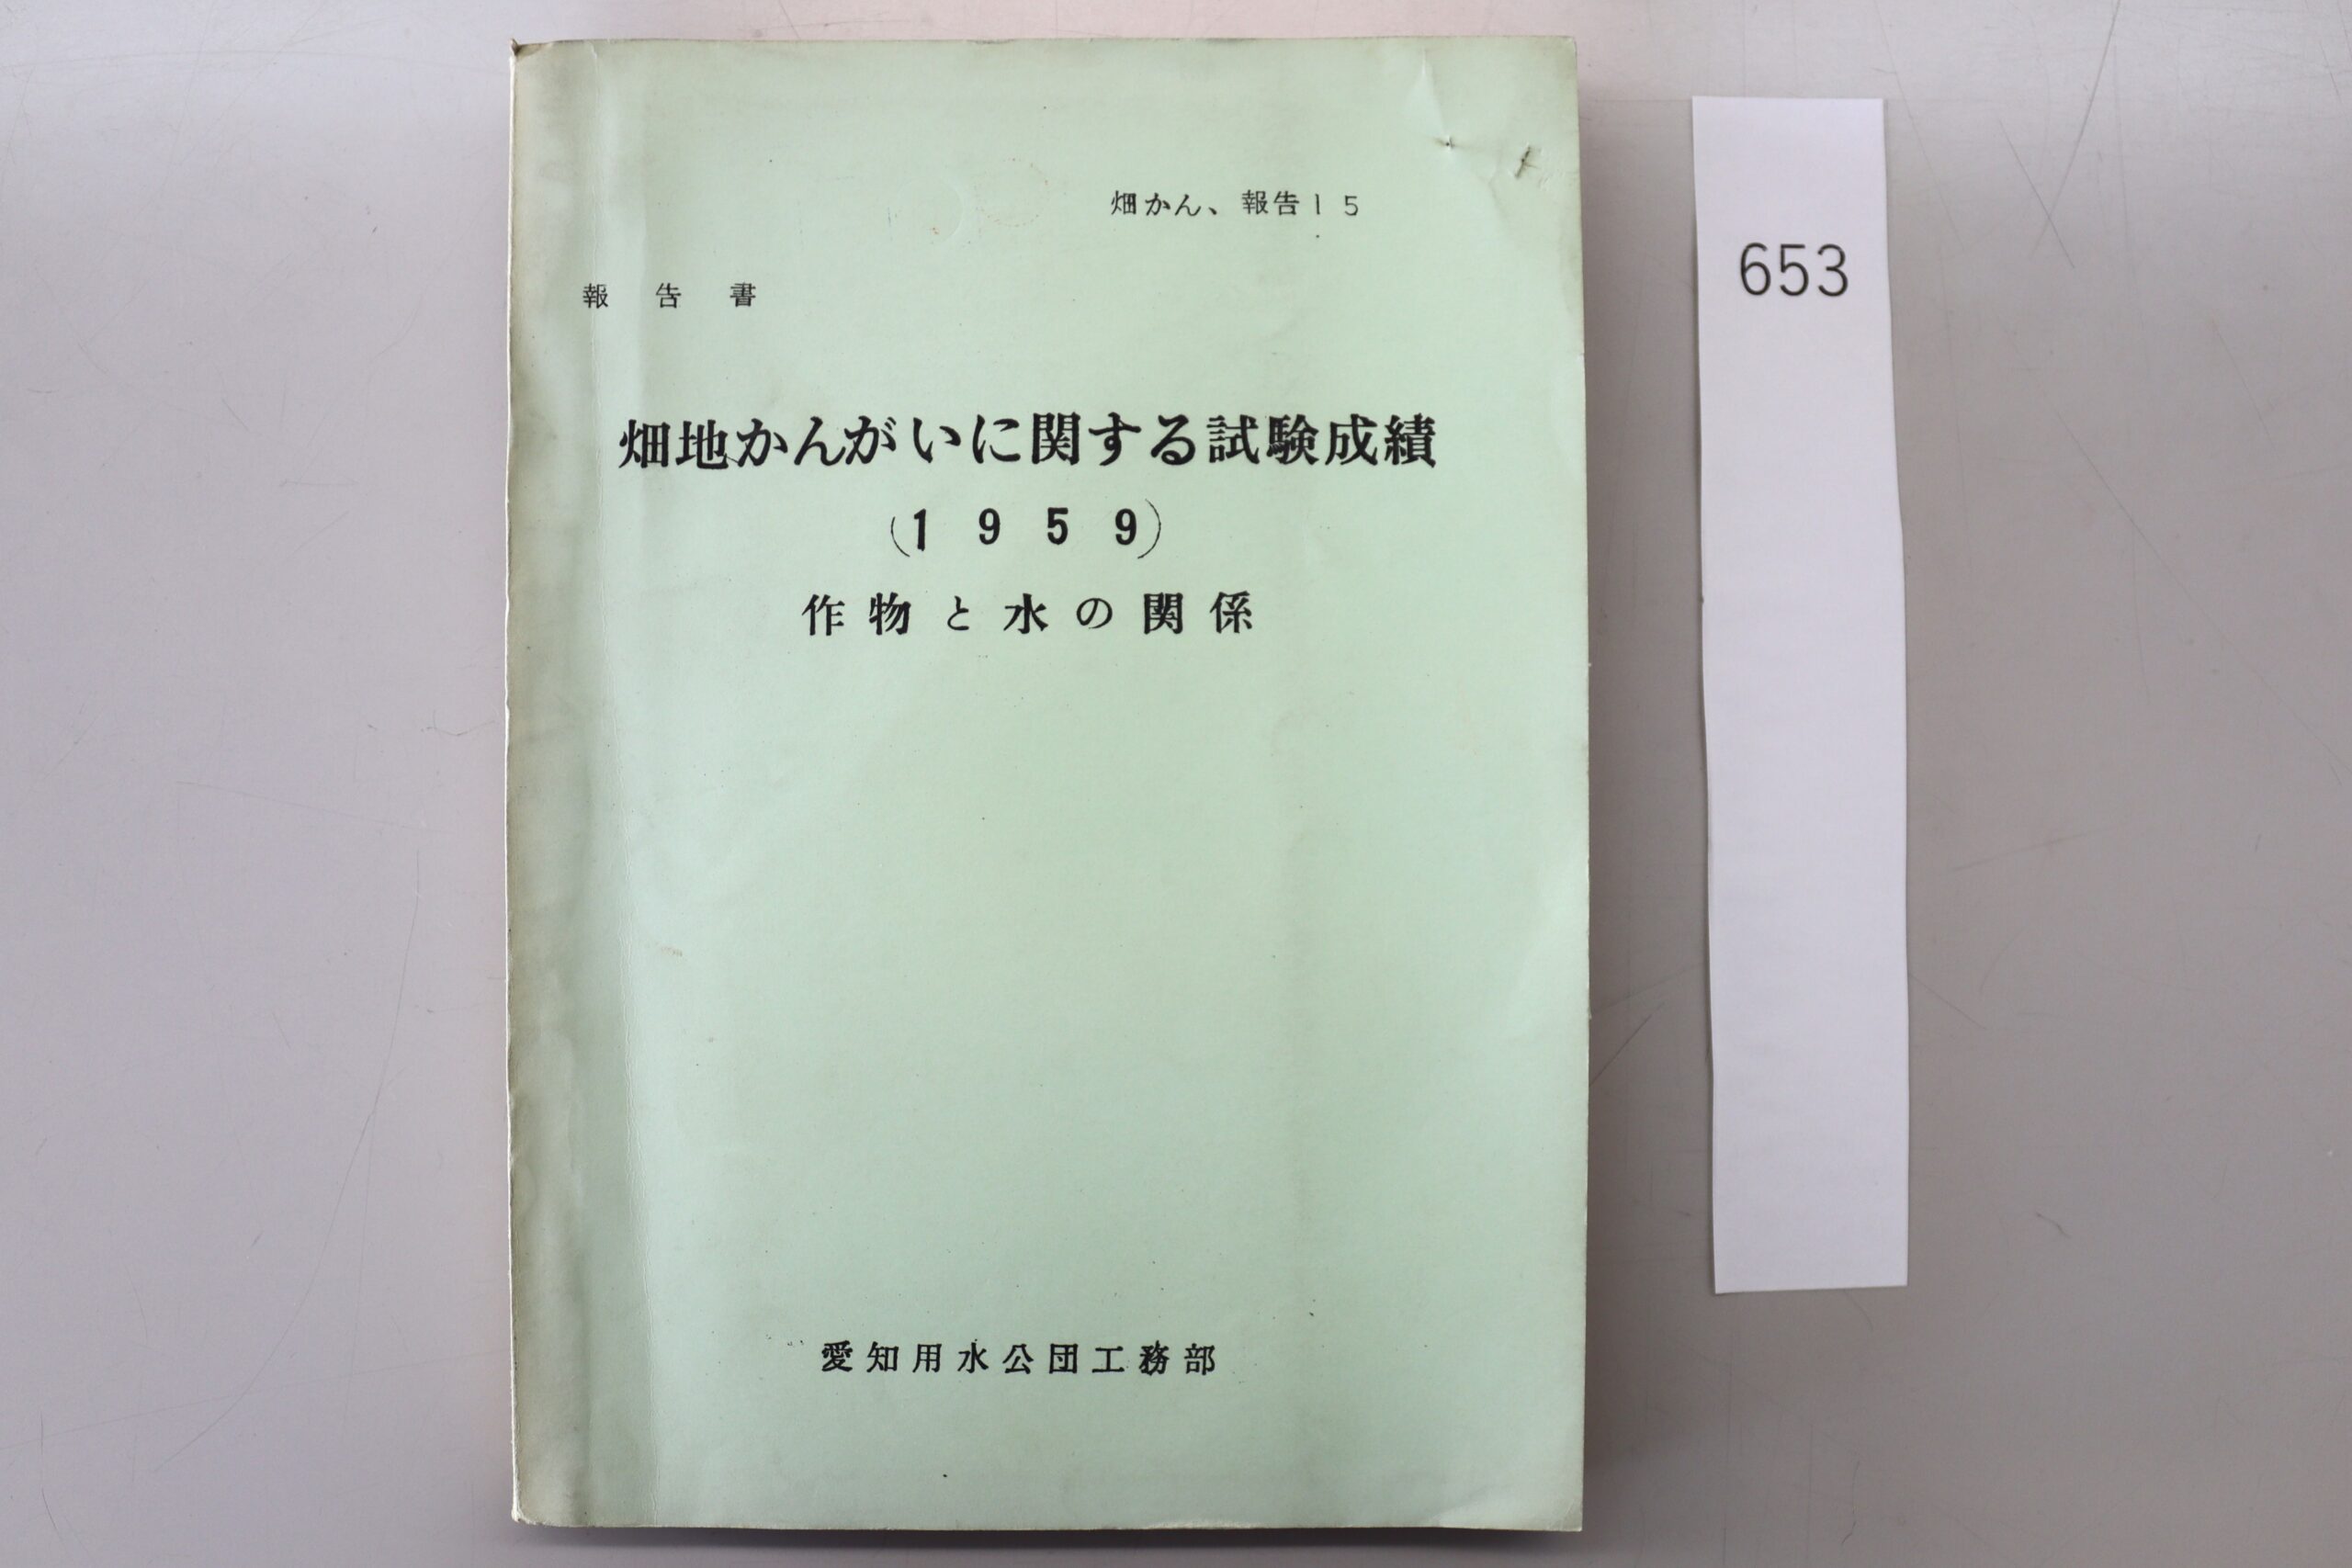 畑かん、報告15
報告書
畑地かんがいに関する試験成績
(1959)
作物と水の関係
愛知用水公団工務部
653